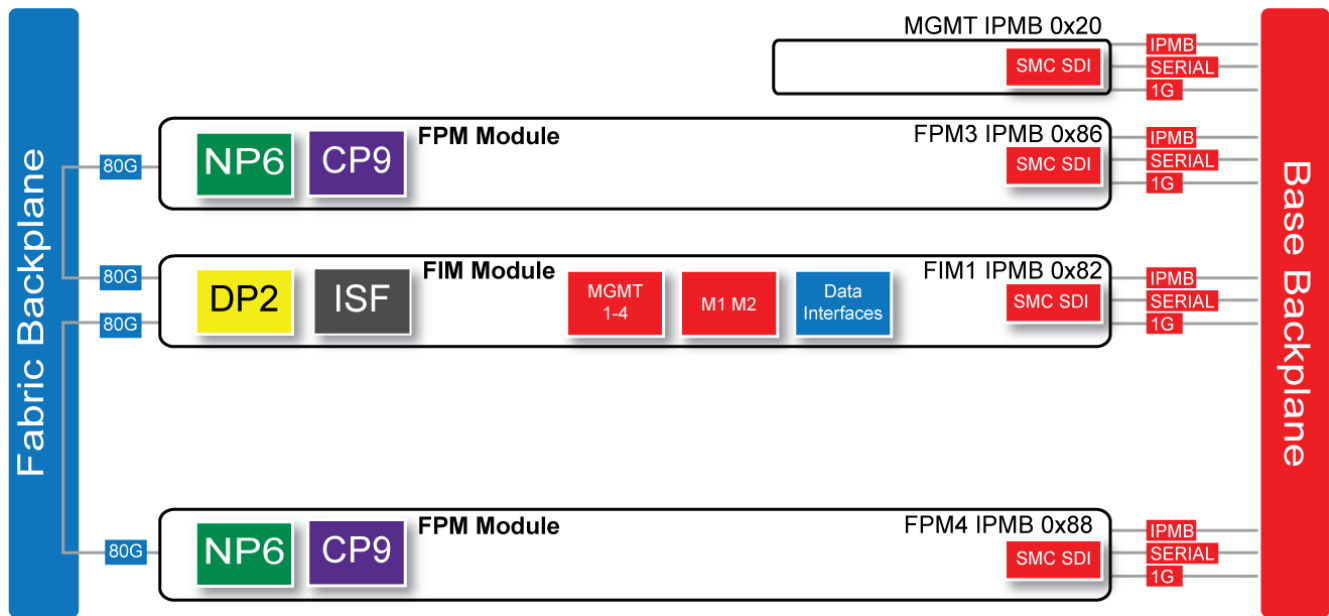 Fabric Backplane
Base Backplane
MGMT IPMB 0x20
SMC SDI
IPMB
SERIAL
1G
80G
FPM Module
NP6
CP9
FPM3 IPMB 0x86
SMC SDI
IPMB
SERIAL
1G
80G
80G
FIM Module
DP2
ISF
MGMT
1-4
M1 M2
Data
Interfaces
FIM1 IPMB 0x82
SMC SDI
IPMB
SERIAL
1G
80G
FPM Module
NP6
CP9
FPM4 IPMB 0x88
SMC SDI
IPMB
SERIAL
1G